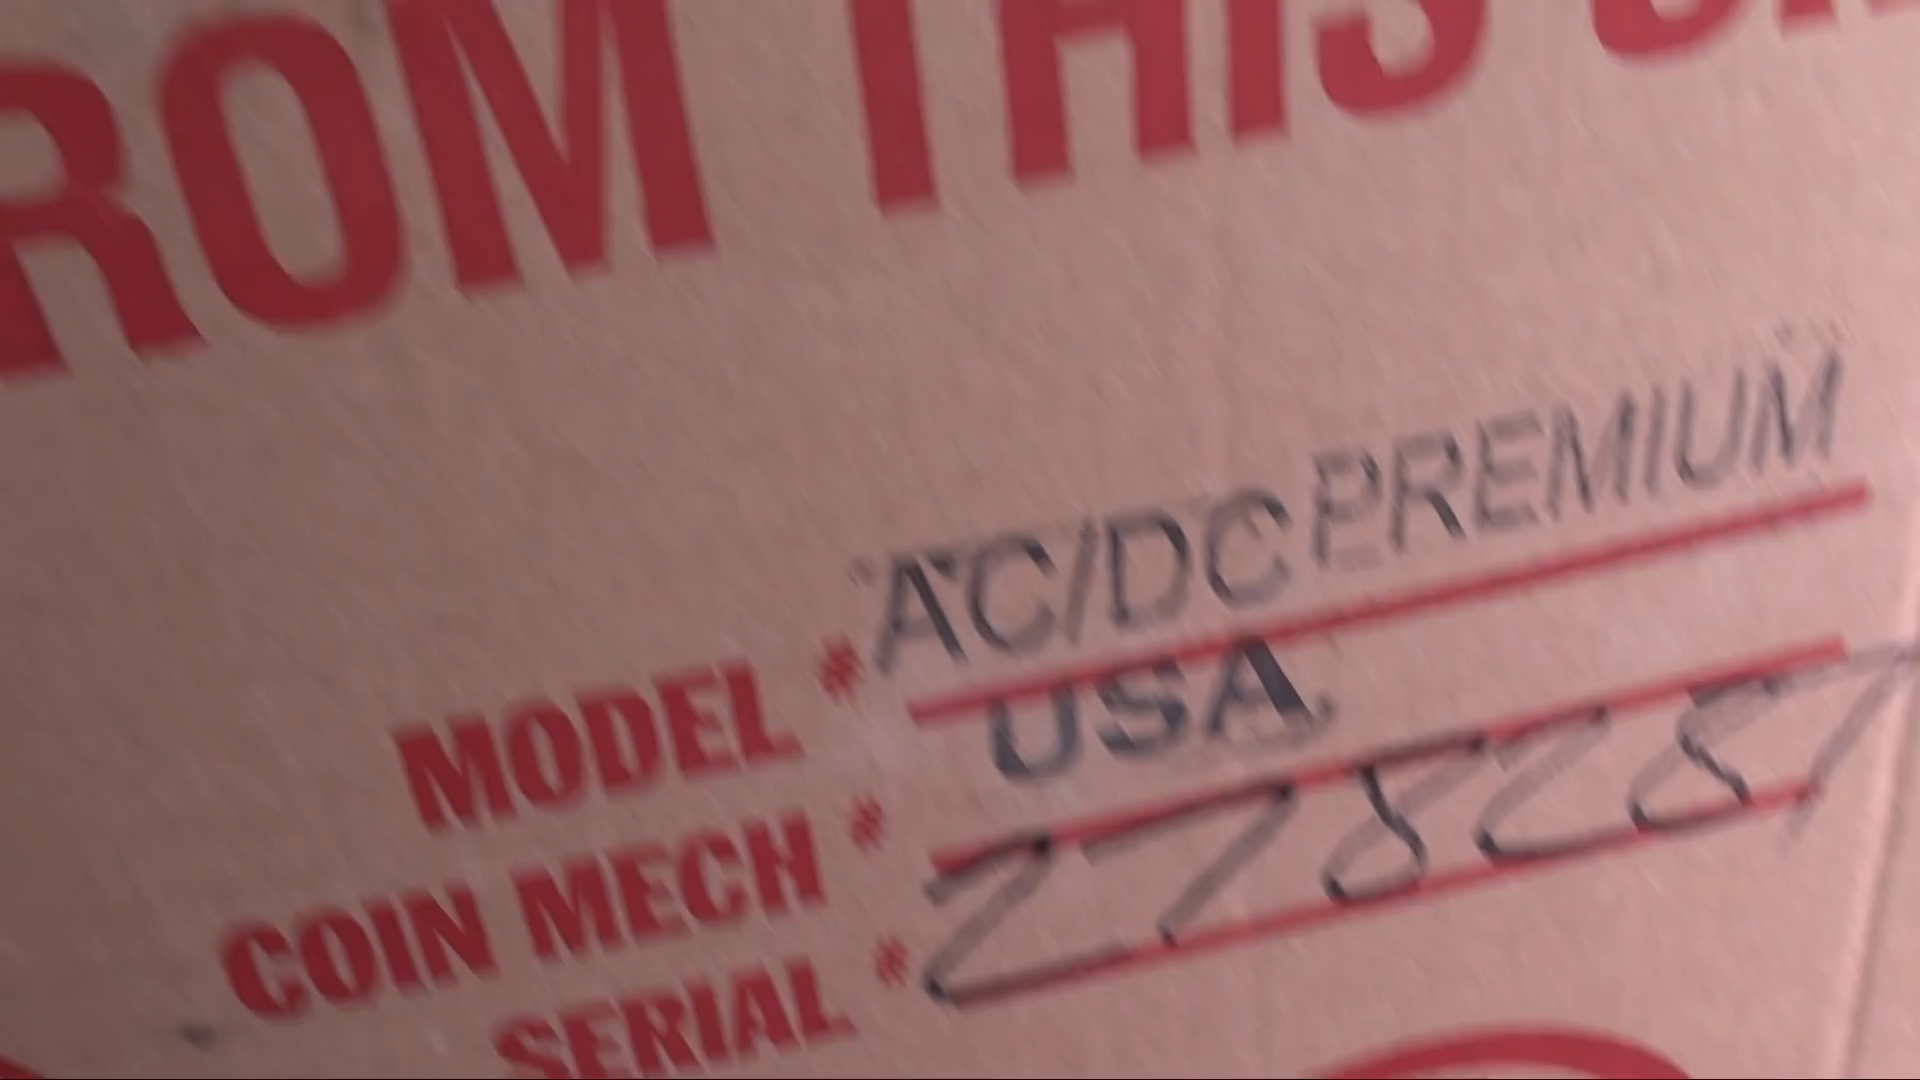 ROM THIS
MODEL # AC/DC PREMIUM
COIN MECH # USA
SERIAL #